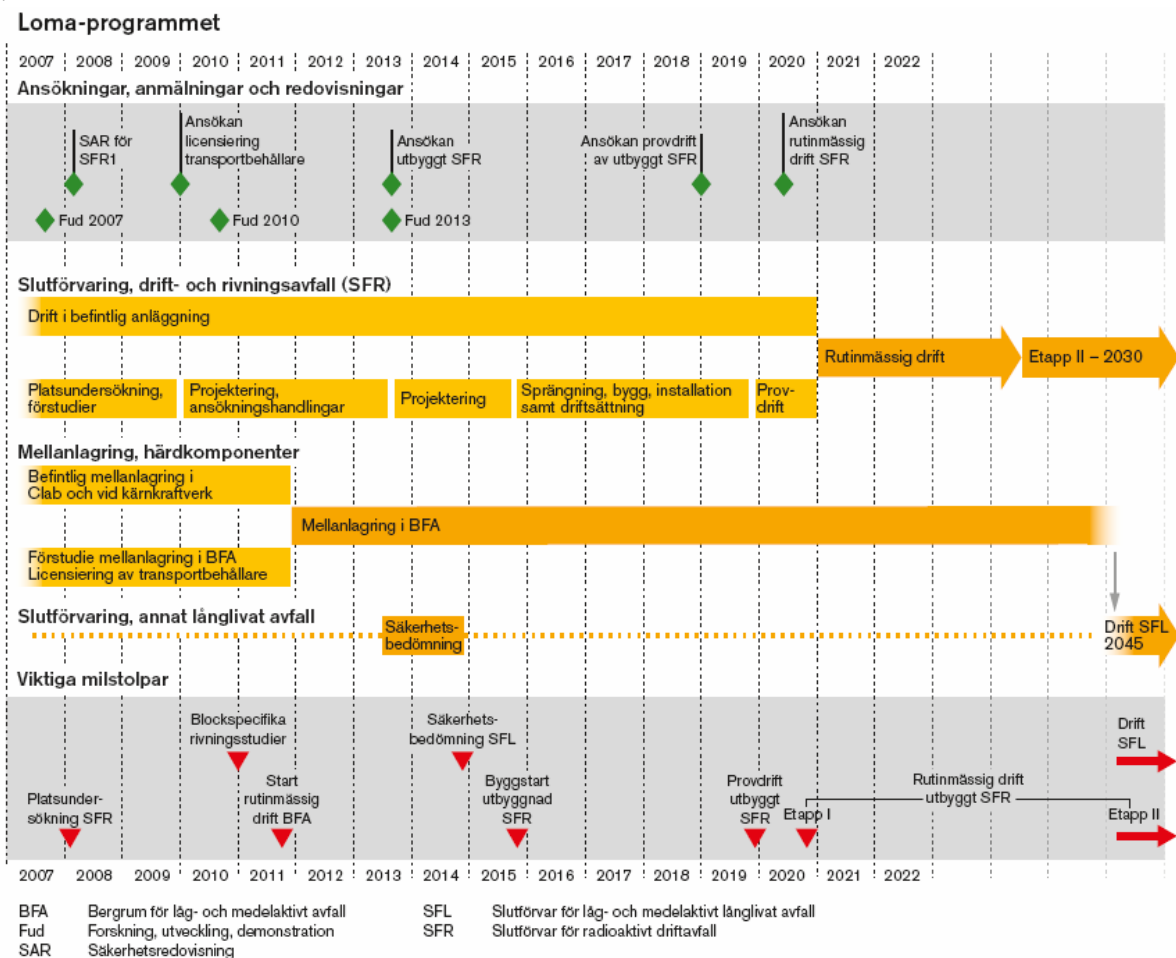 Loma-programmet
2007 2008 2009 2010 2011 2012 2013 2014 2015 2016 2017 2018 2019 2020 2021 2022
Ansökningar, anmälningar och redovisningar
SAR för
SFR1
Ansökan
licensiering
transportbehållare
Ansökan
utbyggt SFR
Ansökan provdrift
av utbyggt SFR
Ansökan
rutinmässig
drift SFR
Fud 2007
Fud 2010
Fud 2013
Slutförvaring, drift- och rivningsavfall (SFR)
Drift i befintlig anläggning
Rutinmässig drift
Etapp II – 2030
Platsundersökning,
förstudier
Projektering,
ansökningshandlingar
Projektering
Sprängning, bygg, installation
samt driftsättning
Prov-
drift
Mellanlagring, härdkomponenter
Befintlig mellanlagring i
Clab och vid kärnkraftverk
Mellanlagring i BFA
Förstudie mellanlagring i BFA
Licensiering av transportbehållare
Slutförvaring, annat långlivat avfall
Säkerhets-
bedömning
Drift SFL
2045
Viktiga milstolpar
Blockspecifika
rivningsstudier
Säkerhets-
bedömning SFL
Drift
SFL
Platsunder-
sökning SFR
Start
rutinmässig
drift BFA
Byggstart
utbyggnad
SFR
Provdrift
utbyggt
SFR
Etapp I
Rutinmässig drift
utbyggt SFR
Etapp II
2007 2008 2009 2010 2011 2012 2013 2014 2015 2016 2017 2018 2019 2020 2021 2022
BFA Bergrum för låg- och medelaktivt avfall
Fud Forskning, utveckling, demonstration
SAR Säkerhetsredovisning
SFL Slutförvar för låg- och medelaktivt långlivat avfall
SFR Slutförvar för radioaktivt driftavfall